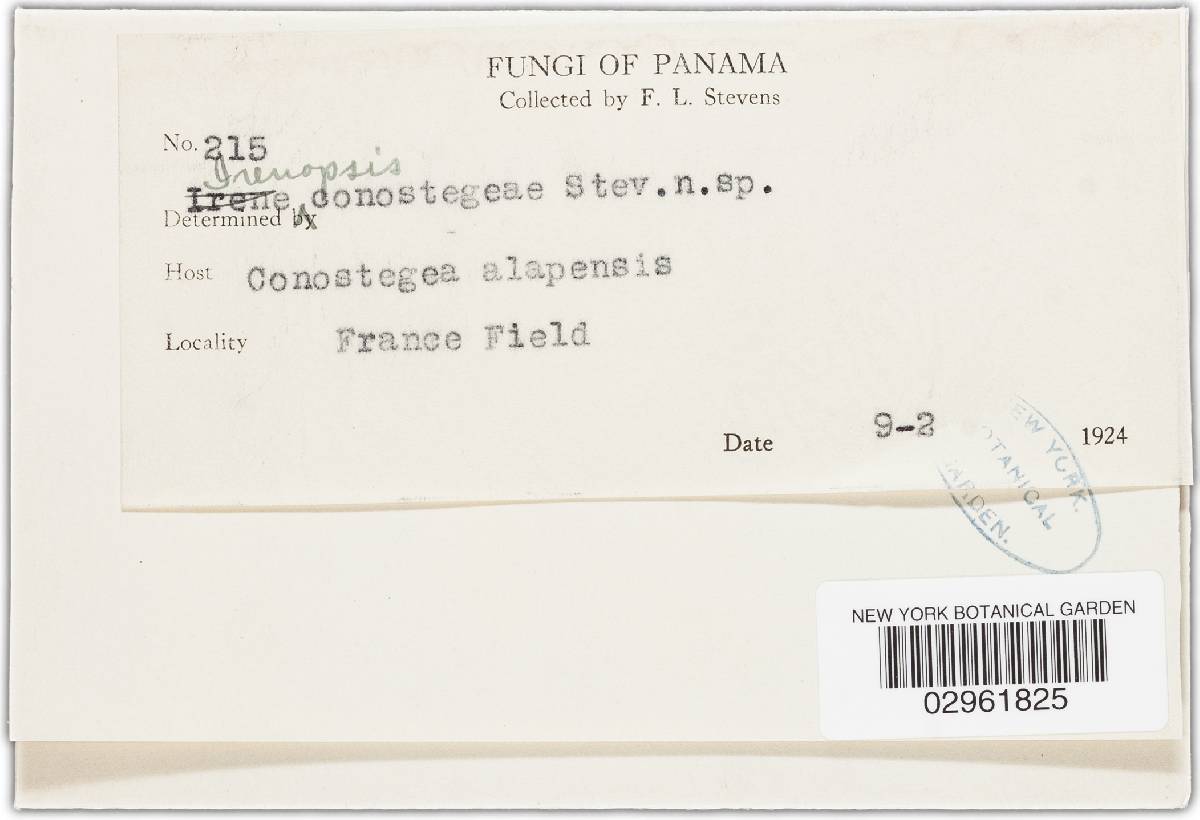 FUNGI OF PANAMA
Collected by F. L. Stevens
No. 215
Irenopsis
Irene conostegeae Stev.n.sp.
Determined by
Host Conostegea alapensis
Locality France Field
Date 9-2 1924
NEW YORK
BOTANICAL
GARDEN.
NEW YORK BOTANICAL GARDEN
02961825